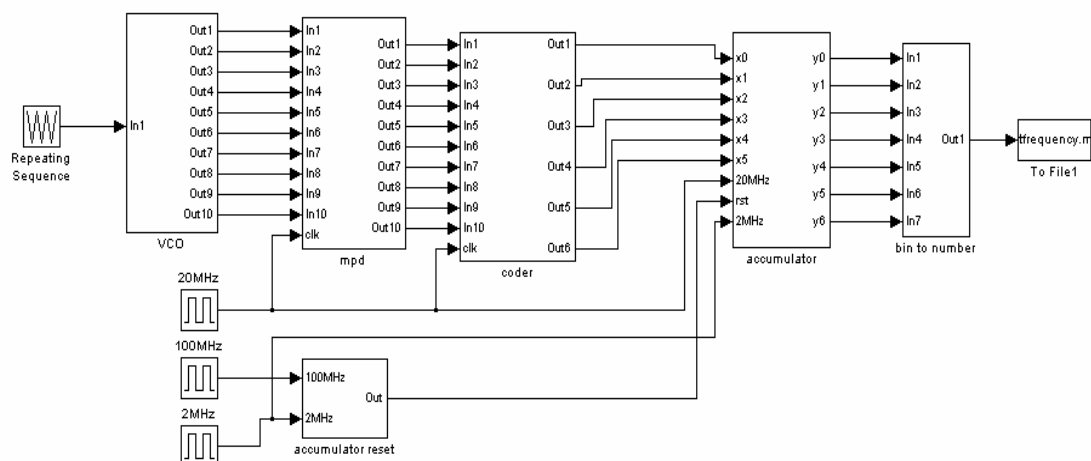 Repeating
Sequence
In1
Out1
Out2
Out3
Out4
Out5
Out6
Out7
Out8
Out9
Out10
VCO
In1
In2
In3
In4
In5
In6
In7
In8
In9
In10
clk
Out1
Out2
Out3
Out4
Out5
Out6
Out7
Out8
Out9
Out10
mpd
In1
In2
In3
In4
In5
In6
In7
In8
In9
In10
clk
Out1
Out2
Out3
Out4
Out5
Out6
coder
x0
x1
x2
x3
x4
x5
20MHz
rst
2MHz
y0
y1
y2
y3
y4
y5
y6
accumulator
In1
In2
In3
In4
In5
In6
In7
Out1
bin to number
tfrequency.m
To File1
20MHz
100MHz
2MHz
100MHz
2MHz
Out
accumulator reset